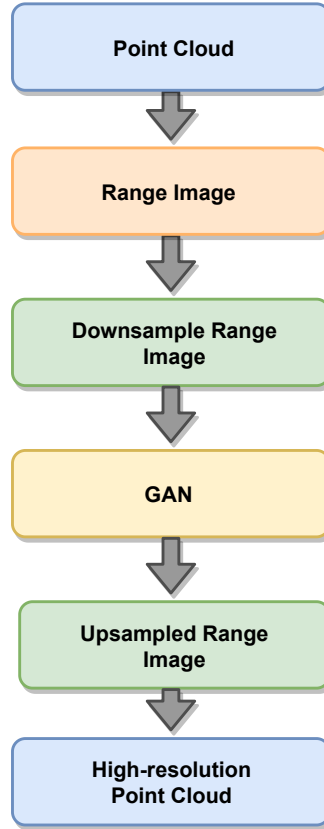 Point Cloud
Range Image
Downsample Range
Image
GAN
Upsampled Range
Image
High-resolution
Point Cloud